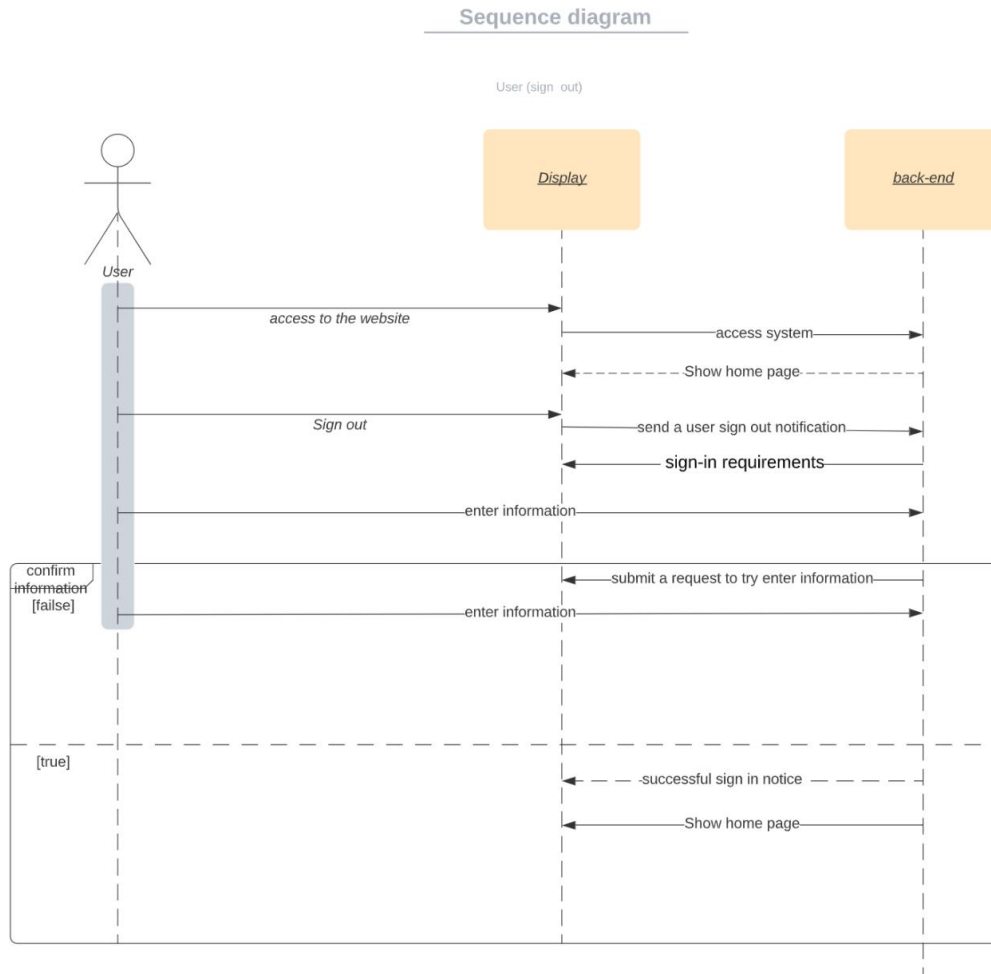 Sequence diagram
User (sign out)
Display
back-end
User
access to the website
access system
Show home page
Sign out
send a user sign out notification
sign-in requirements
enter information
confirm
information
[failse]
submit a request to try enter information
enter information
[true]
successful sign in notice
Show home page